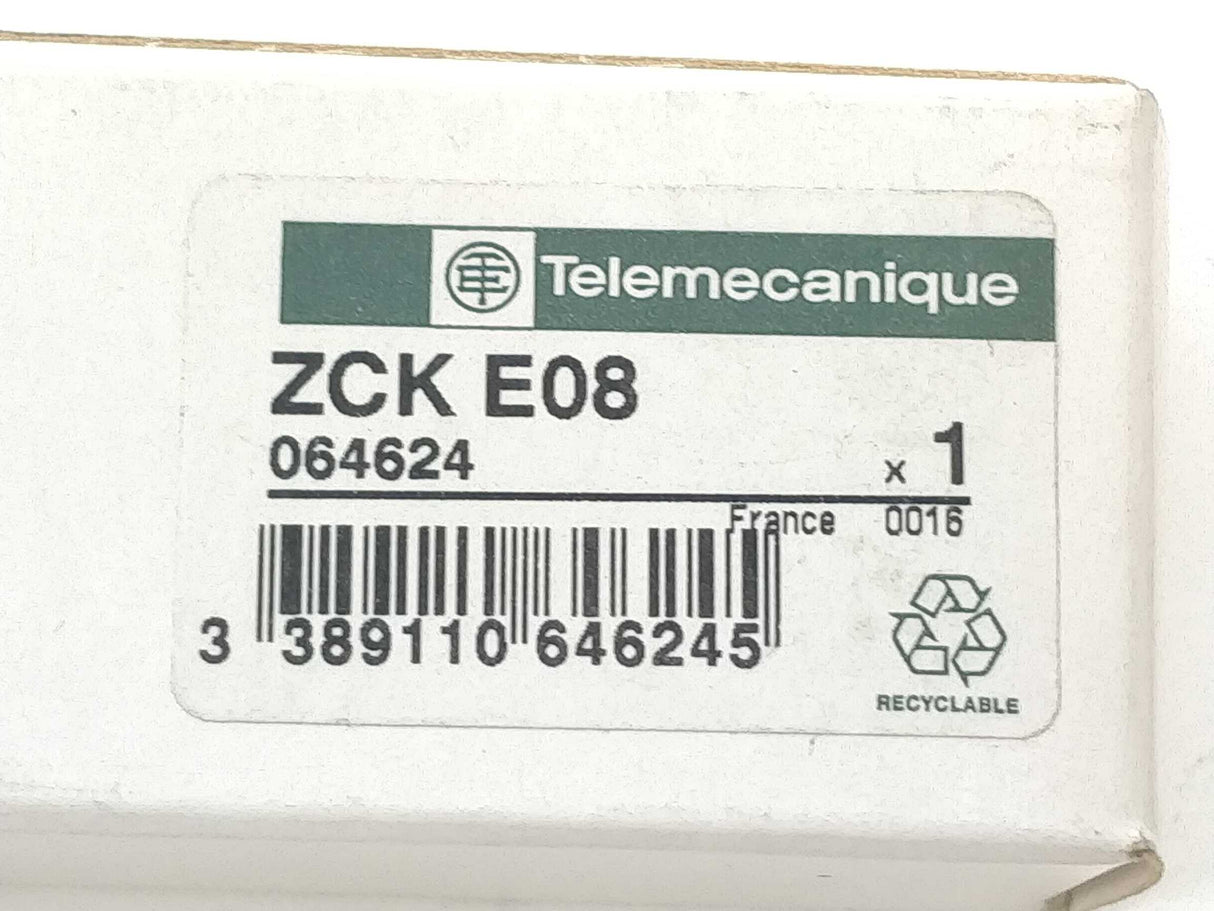 Telemecanique
ZCK E08
064624
x 1
France 0016
3 389110 646245
RECYCLABLE